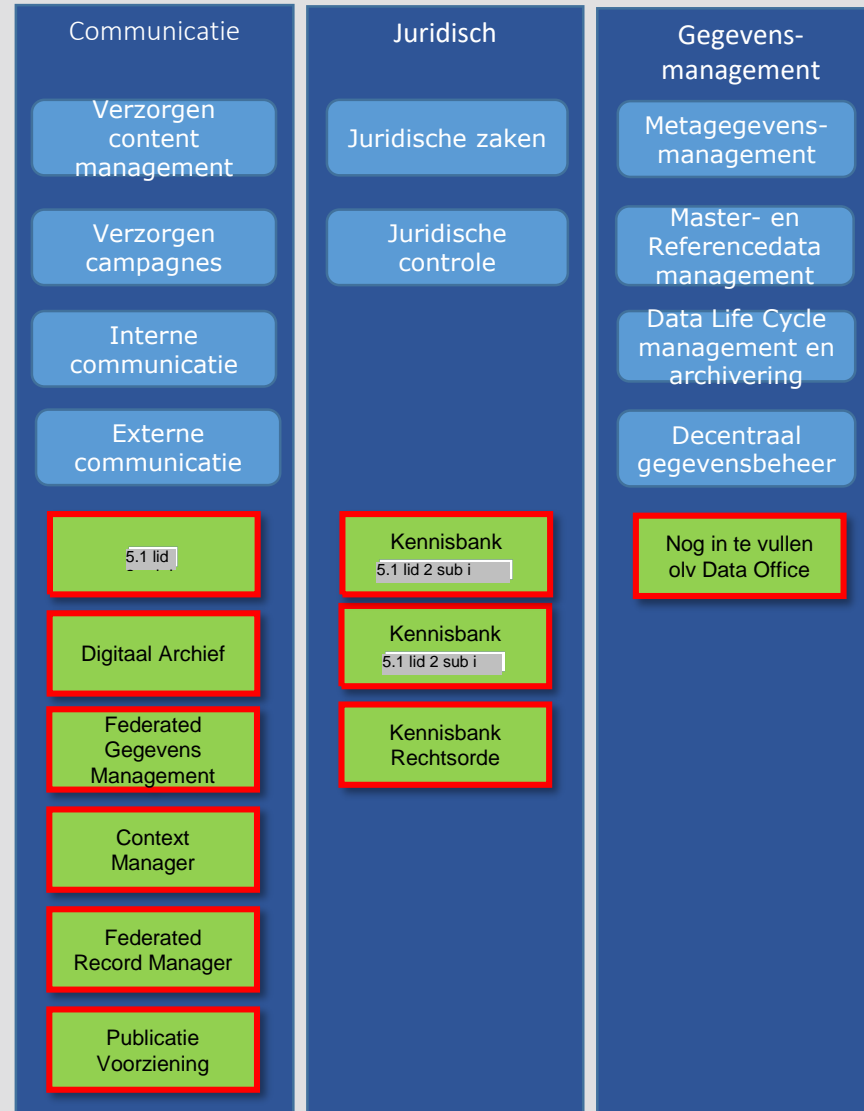 Communicatie
Verzorgen
content
management
Verzorgen
campagnes
Interne
communicatie
Externe
communicatie
5.1 lid
Digitaal Archief
Federated
Gegevens
Management
Context
Manager
Federated
Record Manager
Publicatie
Voorziening
Juridisch
Juridische zaken
Juridische
controle
Kennisbank
5.1 lid 2 sub i
Kennisbank
5.1 lid 2 sub i
Kennisbank
Rechtsorde
Gegevens-
management
Metagegevens-
management
Master- en
Referencedata
management
Data Life Cycle
management en
archivering
Decentraal
gegevensbeheer
Nog in te vullen
olv Data Office